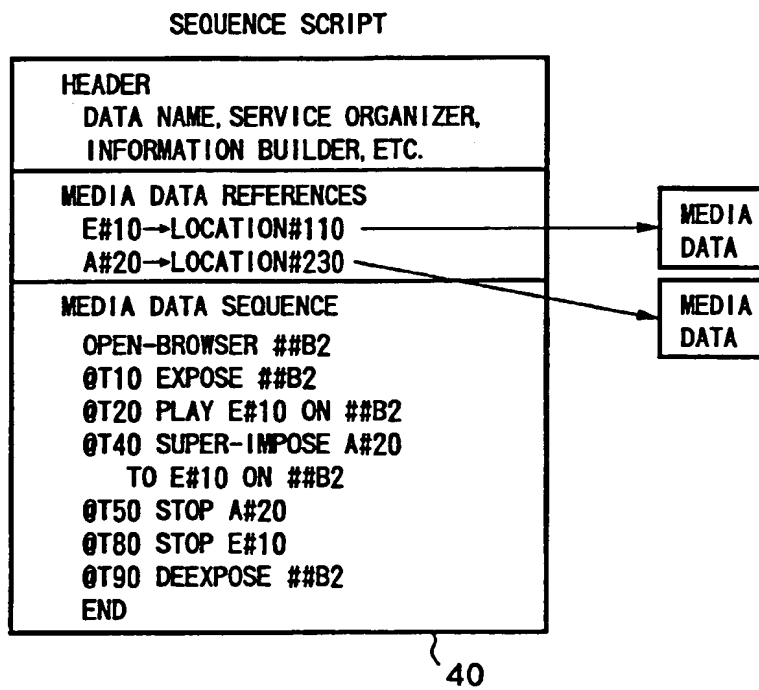 SEQUENCE SCRIPT
HEADER
DATA NAME, SERVICE ORGANIZER,
INFORMATION BUILDER, ETC.
MEDIA DATA REFERENCES
E#10→LOCATION#110
A#20→LOCATION#230
MEDIA
DATA
MEDIA
DATA
MEDIA DATA SEQUENCE
OPEN-BROWSER ##B2
@T10 EXPOSE ##B2
@T20 PLAY E#10 ON ##B2
@T40 SUPER-IMPOSE A#20
TO E#10 ON ##B2
@T50 STOP A#20
@T80 STOP E#10
@T90 DEEXPOSE ##B2
END
40